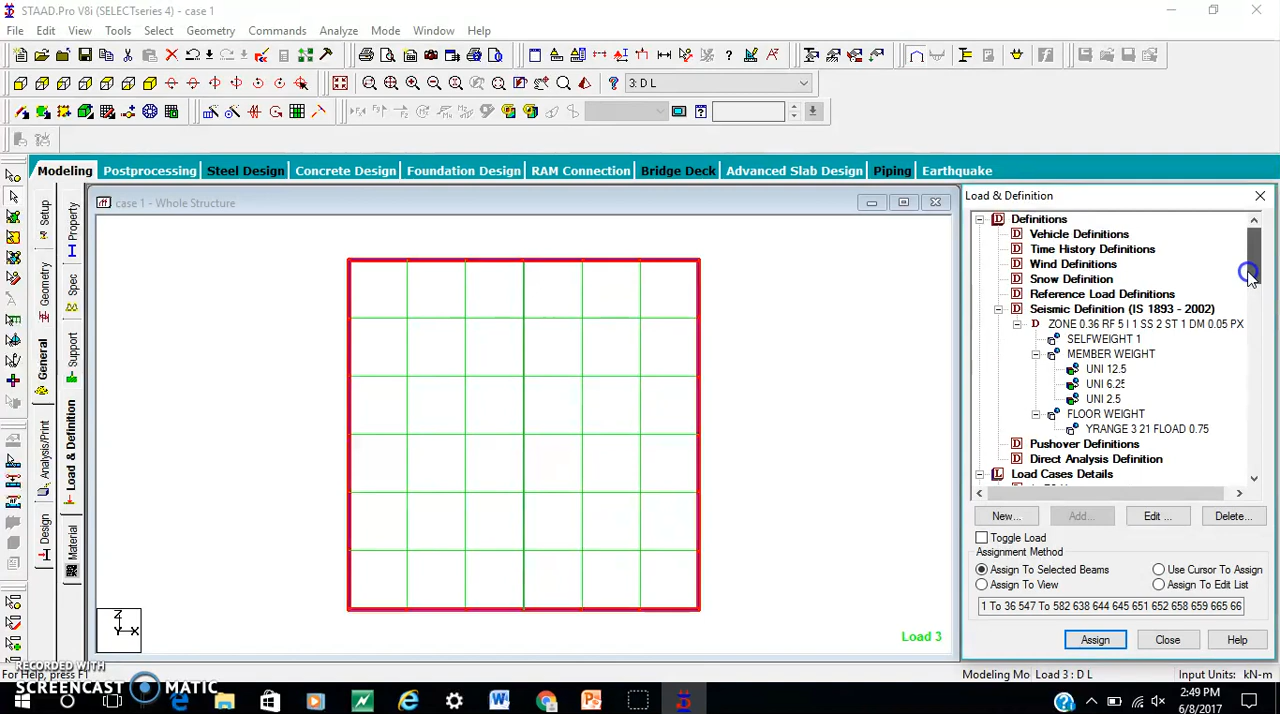 STAAD.Pro V8i (SELECTseries 4) - case 1
File Edit View Tools Select Geometry Commands Analyze Mode Window Help
3: D L
Modeling Postprocessing Steel Design Concrete Design Foundation Design RAM Connection Bridge Deck Advanced Slab Design Piping Earthquake
Setup
Geometry
General
Analysis/Print
Design
Property
Spec
Support
Load & Definition
Material
case 1 - Whole Structure
Load 3
Z
Y X
Load & Definition
Definitions
Vehicle Definitions
Time History Definitions
Wind Definitions
Snow Definition
Reference Load Definitions
Seismic Definition (IS 1893 - 2002)
ZONE 0.36 RF 5 I 1 SS 2 ST 1 DM 0.05 PX
SELFWEIGHT 1
MEMBER WEIGHT
UNI 12.5
UNI 6.25
UNI 2.5
FLOOR WEIGHT
YRANGE 3 21 FLOAD 0.75
Pushover Definitions
Direct Analysis Definition
Load Cases Details
New... Add... Edit ... Delete...
Toggle Load
Assignment Method
Assign To Selected Beams Use Cursor To Assign
Assign To View Assign To Edit List
1 To 36 547 To 582 638 644 645 651 652 658 659 665 66
Assign Close Help
For Help, press F1
Modeling Mo Load 3 : D L Input Units: kN-m
RECORDED WITH
SCREENCAST MATIC
2:49 PM
6/8/2017